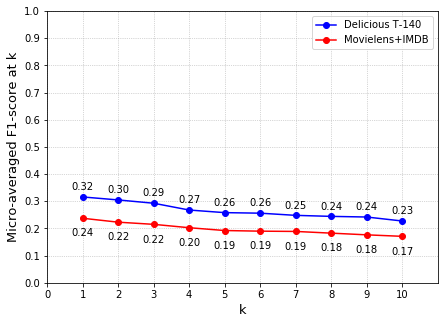 Micro-averaged F1-score at k
1.0
0.9
0.8
0.7
0.6
0.5
0.4
0.3
0.2
0.1
0.0
Delicious T-140
Movielens+IMDB
0.32 0.30 0.29 0.27 0.26 0.26 0.25 0.24 0.24 0.23
0.24 0.22 0.22 0.20 0.19 0.19 0.19 0.18 0.18 0.17
0 1 2 3 4 5 6 7 8 9 10
k